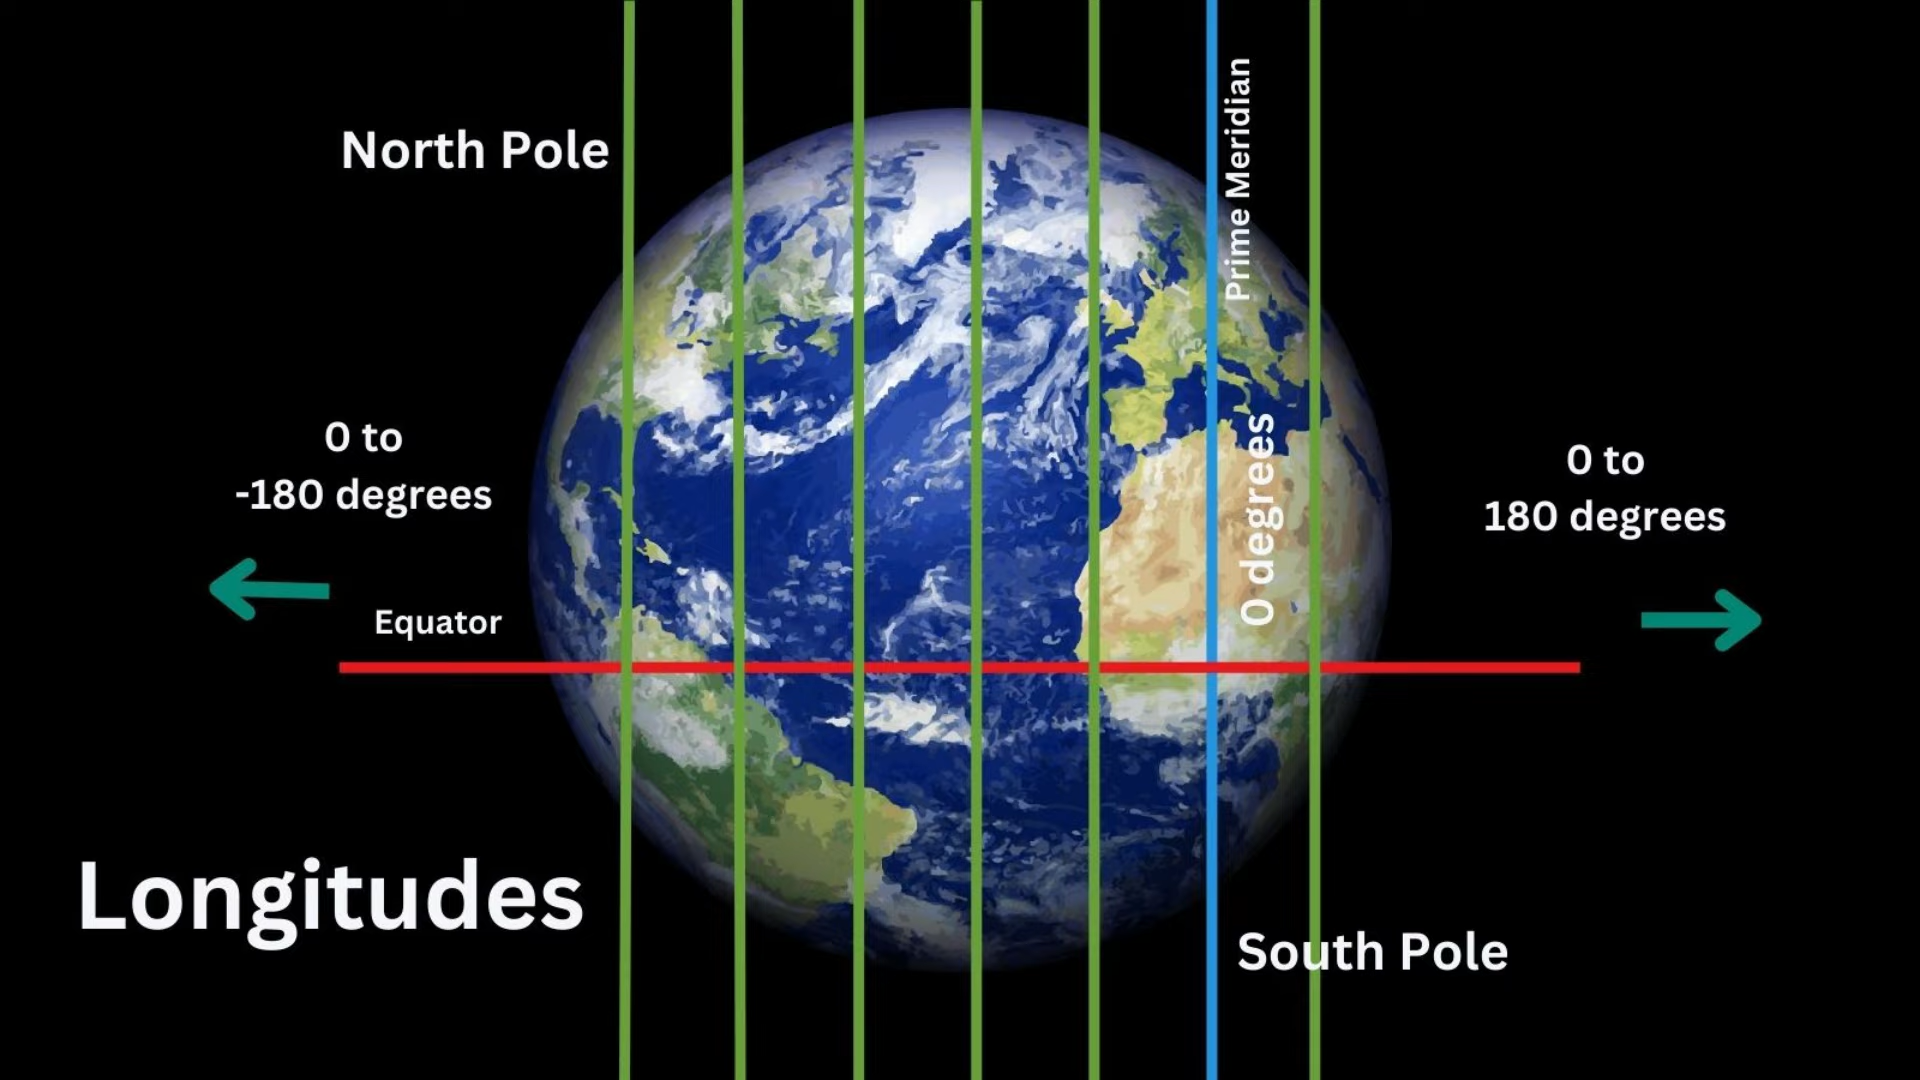 North Pole
Prime Meridian
0 to
-180 degrees
0 degrees
0 to
180 degrees
Equator
Longitudes
South Pole